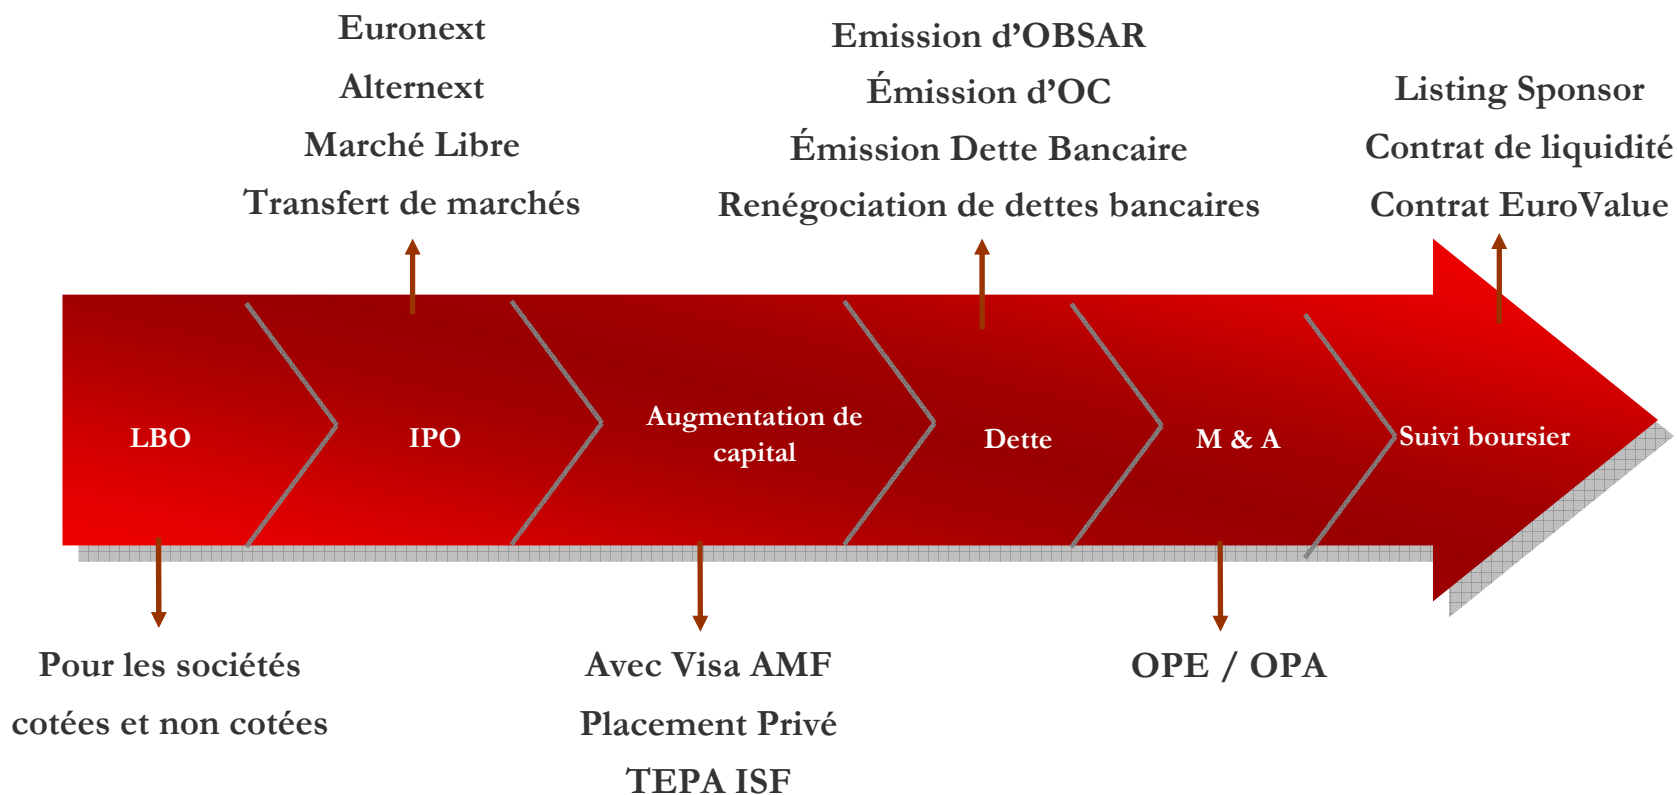 Euronext
Alternext
Marché Libre
Transfert de marchés
Emission d’OBSAR
Émission d’OC
Émission Dette Bancaire
Renégociation de dettes bancaires
Listing Sponsor
Contrat de liquidité
Contrat EuroValue
LBO
IPO
Augmentation de
capital
Dette
M & A
Suivi boursier
Pour les sociétés
cotées et non cotées
Avec Visa AMF
Placement Privé
TEPA ISF
OPE / OPA